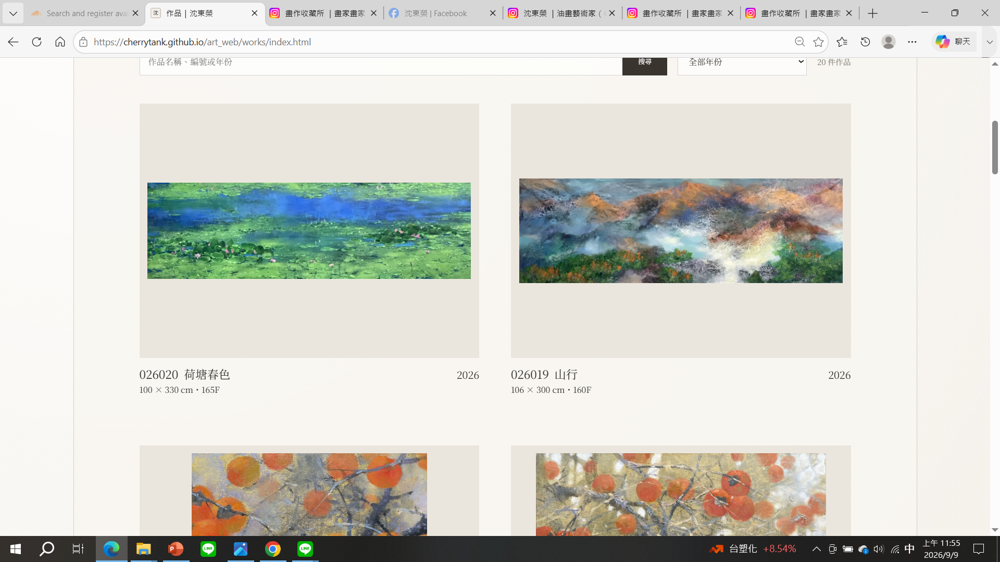 Search and register avai
作品 | 沈東榮
畫作收藏所 ｜畫家畫家
沈東榮 | Facebook
沈東榮 ｜油畫藝術家（
畫作收藏所 ｜畫家畫家
畫作收藏所 ｜畫家畫家
https://cherrytank.github.io/art_web/works/index.html
聊天
作品名稱、編號或年份
搜尋
全部年份
20 件作品
026020 荷塘春色
2026
100 × 330 cm・165F
026019 山行
2026
106 × 300 cm・160F
台塑化 +8.54%
中
上午 11:55
2026/9/9